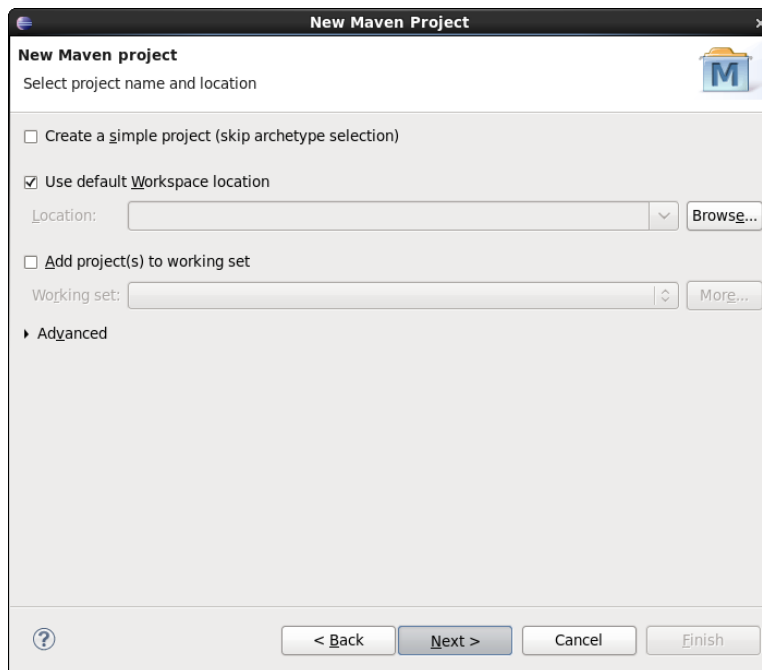 New Maven Project
New Maven project
Select project name and location
M
Create a simple project (skip archetype selection)
Use default Workspace location
Location:
Browse...
Add project(s) to working set
Working set:
More...
Advanced
?
< Back
Next >
Cancel
Finish